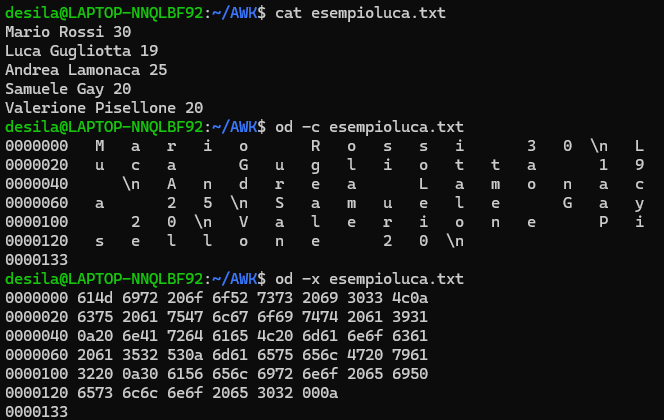 desila@LAPTOP-NNQLBF92:~/AWK$ cat esempioluca.txt
Mario Rossi 30
Luca Gugliotta 19
Andrea Lamonaca 25
Samuele Gay 20
Valerione Pisellone 20
desila@LAPTOP-NNQLBF92:~/AWK$ od -c esempioluca.txt
0000000   M   a   r   i   o       R   o   s   s   i       3   0  \n   L
0000020   u   c   a       G   u   g   l   i   o   t   t   a       1   9
0000040      \n   A   n   d   r   e   a       L   a   m   o   n   a   c
0000060   a       2   5  \n   S   a   m   u   e   l   e       G   a   y
0000100       2   0  \n   V   a   l   e   r   i   o   n   e       P   i
0000120   s   e   l   l   o   n   e       2   0  \n
0000133
desila@LAPTOP-NNQLBF92:~/AWK$ od -x esempioluca.txt
0000000 614d 6972 206f 6f52 7373 2069 3033 4c0a
0000020 6375 2061 7547 6c67 6f69 7474 2061 3931
0000040 0a20 6e41 7264 6165 4c20 6d61 6e6f 6361
0000060 2061 3532 530a 6d61 6575 656c 4720 7961
0000100 3220 0a30 6156 656c 6972 6e6f 2065 6950
0000120 6573 6c6c 6e6f 2065 3032 000a
0000133